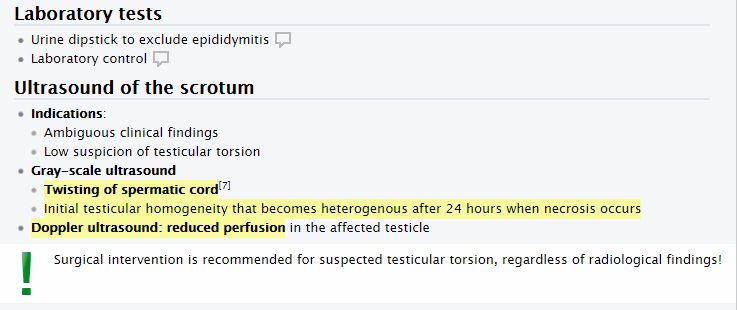 Laboratory tests
Urine dipstick to exclude epididymitis
Laboratory control
Ultrasound of the scrotum
Indications:
Ambiguous clinical findings
Low suspicion of testicular torsion
Gray-scale ultrasound
Twisting of spermatic cord[7]
Initial testicular homogeneity that becomes heterogenous after 24 hours when necrosis occurs
Doppler ultrasound: reduced perfusion in the affected testicle
! Surgical intervention is recommended for suspected testicular torsion, regardless of radiological findings!